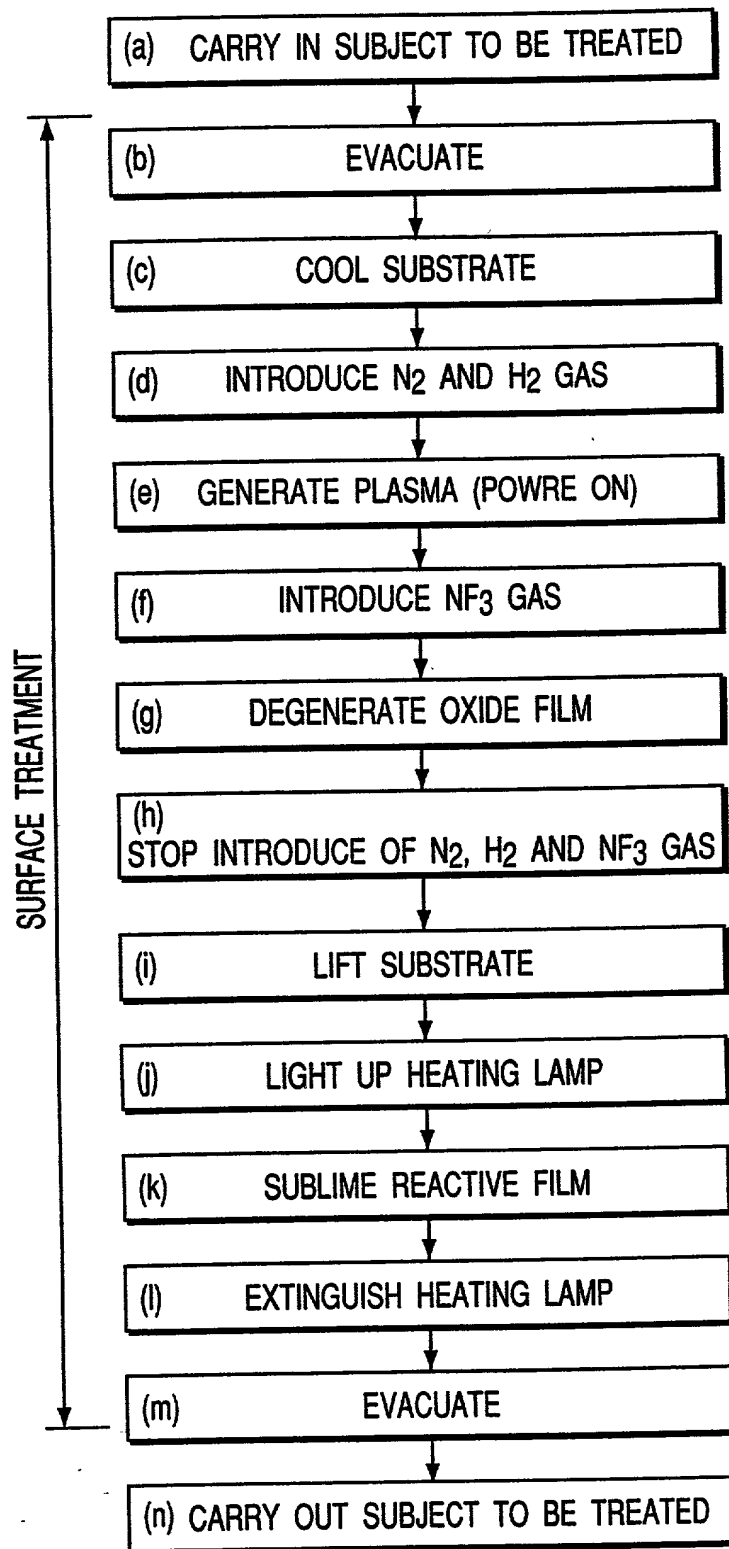 (a) CARRY IN SUBJECT TO BE TREATED
(b) EVACUATE
(c) COOL SUBSTRATE
(d) INTRODUCE N2 AND H2 GAS
(e) GENERATE PLASMA (POWRE ON)
(f) INTRODUCE NF3 GAS
(g) DEGENERATE OXIDE FILM
(h)
STOP INTRODUCE OF N2, H2 AND NF3 GAS
(i) LIFT SUBSTRATE
(j) LIGHT UP HEATING LAMP
(k) SUBLIME REACTIVE FILM
(l) EXTINGUISH HEATING LAMP
(m) EVACUATE
(n) CARRY OUT SUBJECT TO BE TREATED
SURFACE TREATMENT